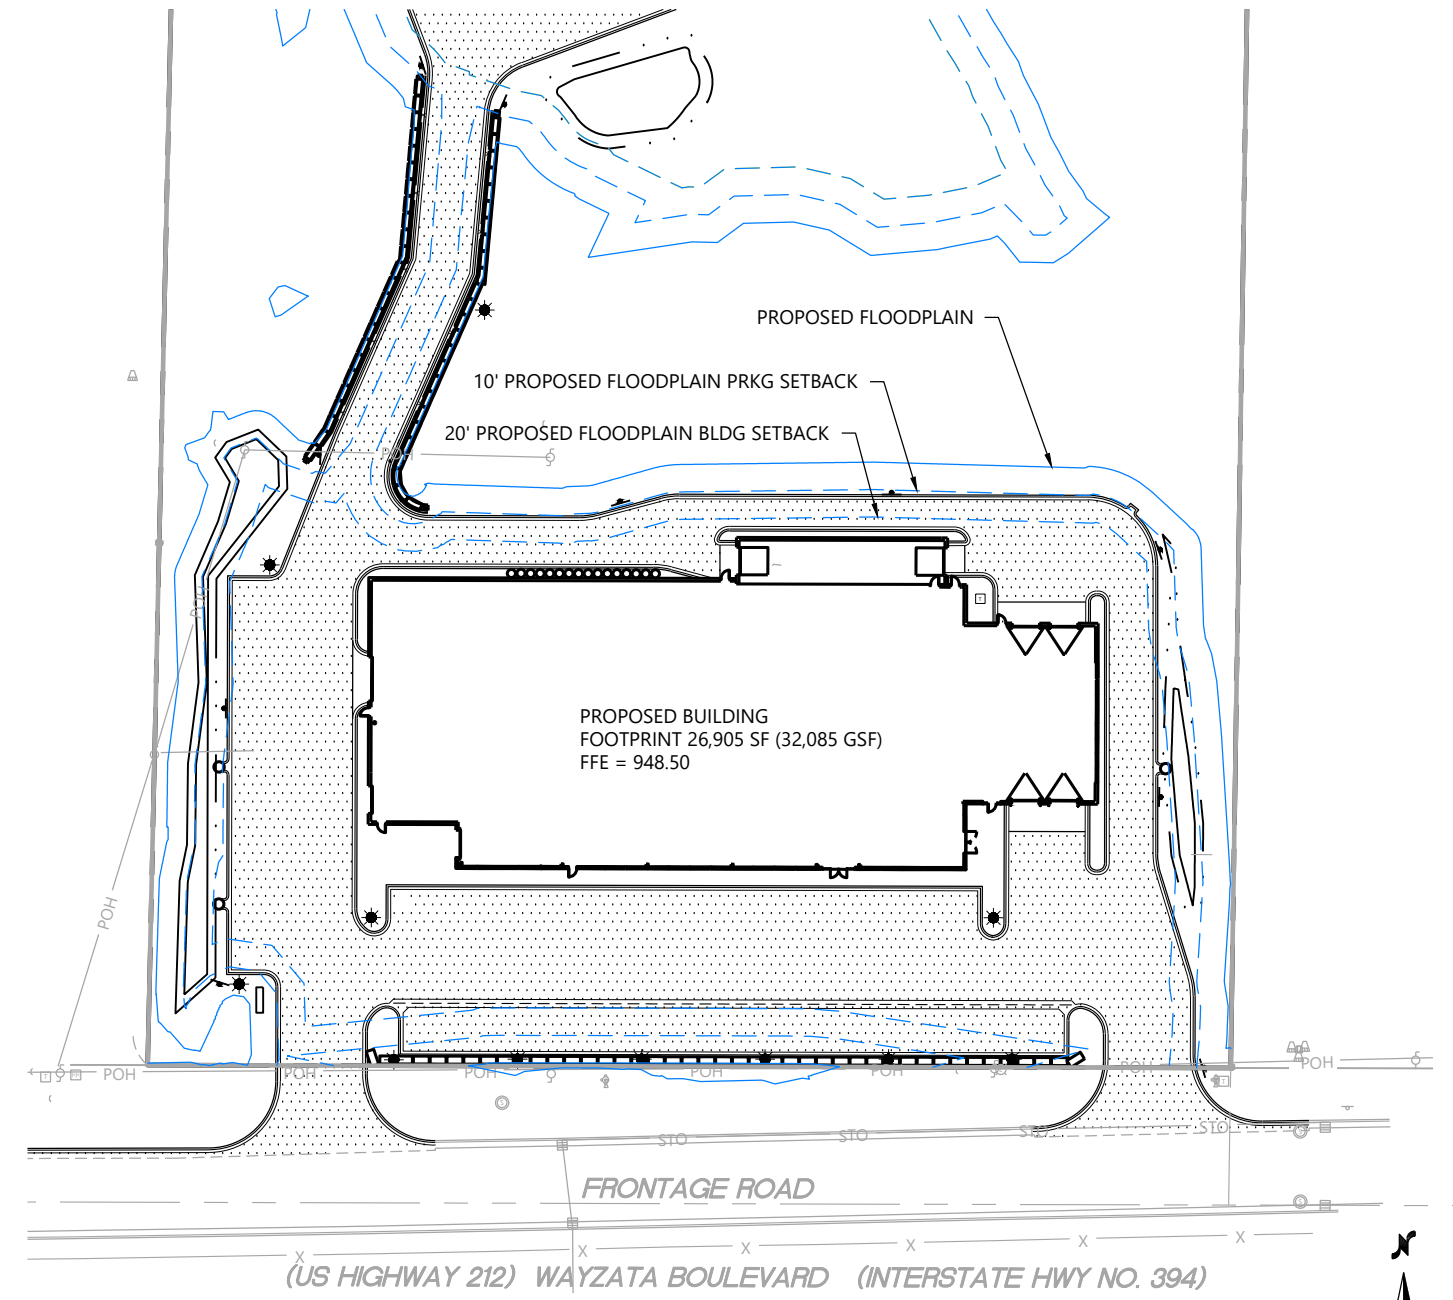 PROPOSED FLOODPLAIN
10' PROPOSED FLOODPLAIN PRKG SETBACK
20' PROPOSED FLOODPLAIN BLDG SETBACK
POH
POH
PROPOSED BUILDING
FOOTPRINT 26,905 SF (32,085 GSF)
FFE = 948.50
POH
POH
POH
POH
POH
POH
POH
POH
T
T
T
S
STO
STO
STO
STO
FRONTAGE ROAD
X
X
X
X
X
X
(US HIGHWAY 212) WAYZATA BOULEVARD (INTERSTATE HWY NO. 394)
N